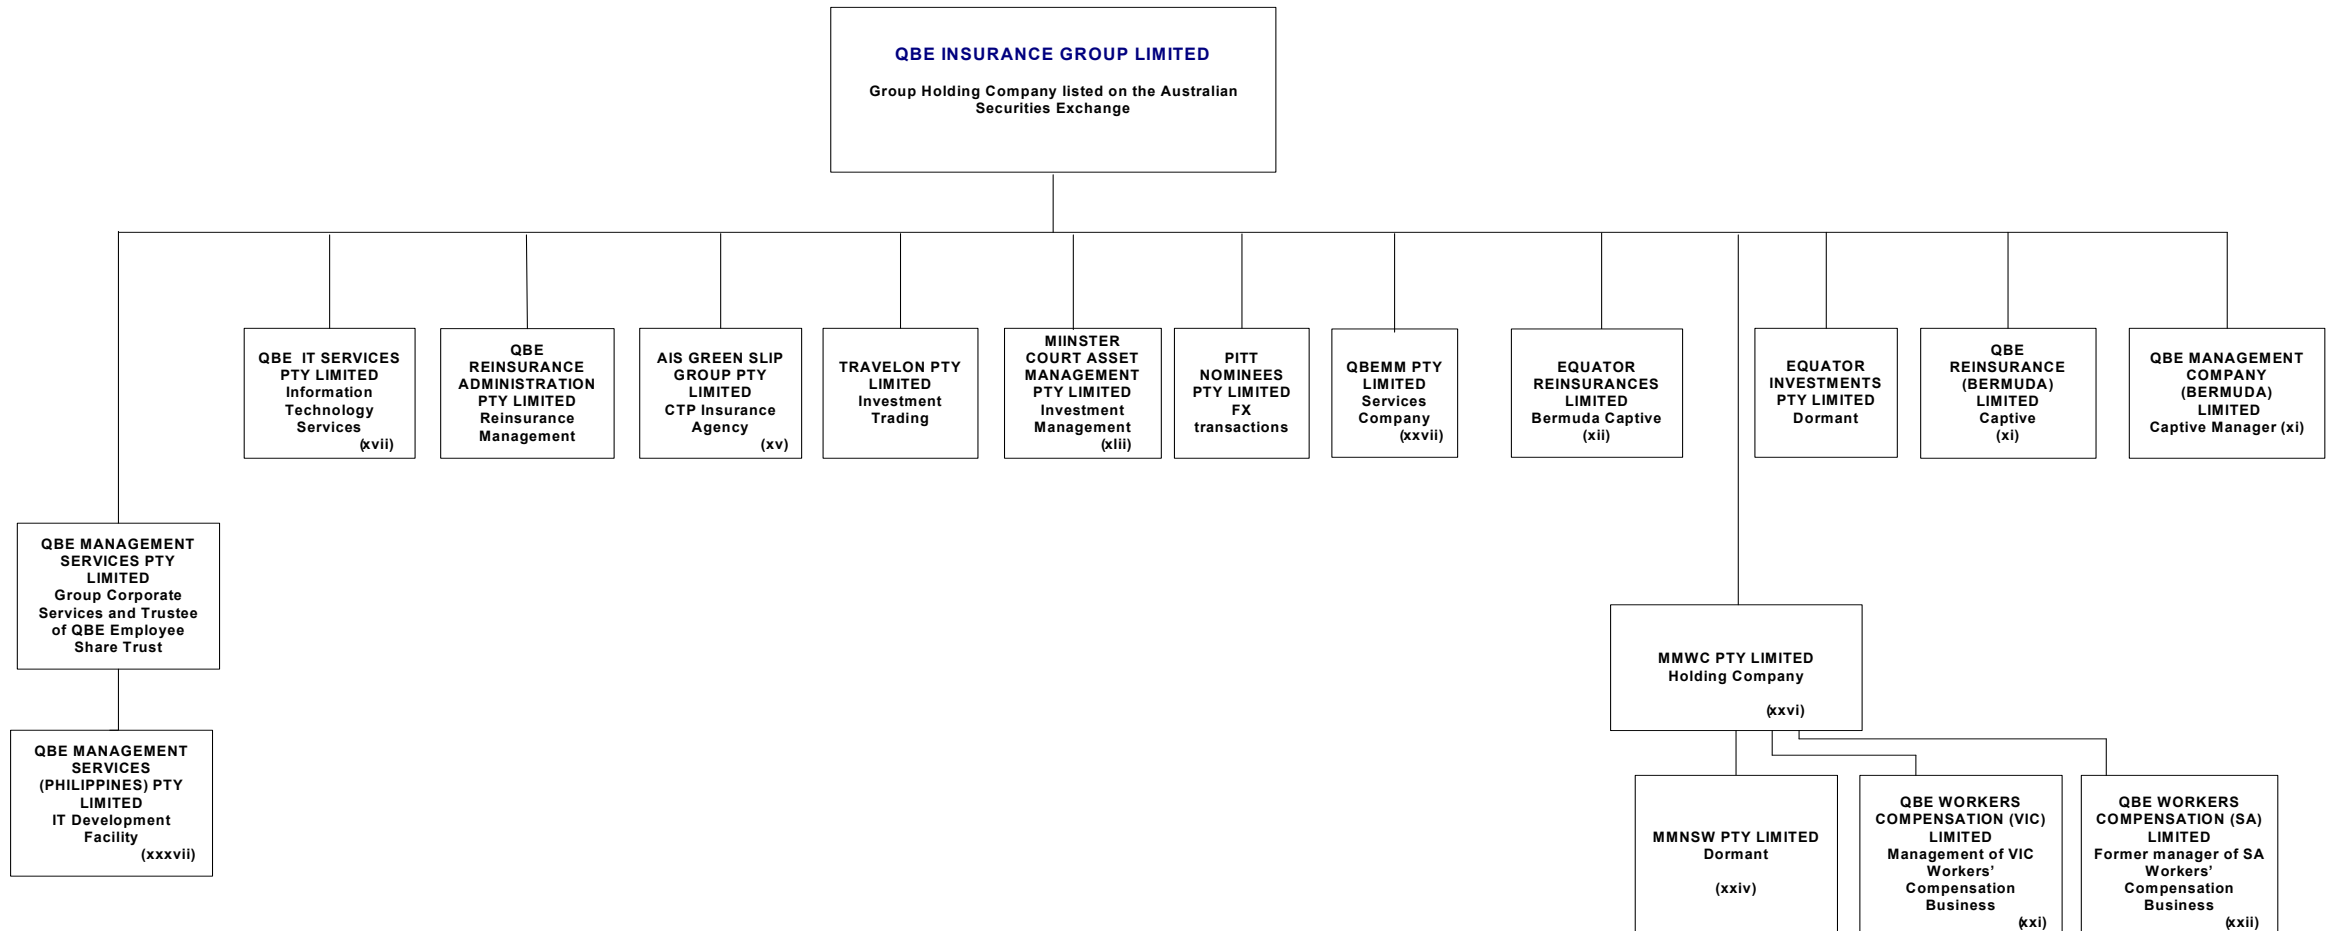 QBE INSURANCE GROUP LIMITED
Group Holding Company listed on the Australian
Securities Exchange
QBE IT SERVICES
PTY LIMITED
Information
Technology
Services
(xvii)
QBE
REINSURANCE
ADMINISTRATION
PTY LIMITED
Reinsurance
Management
AIS GREEN SLIP
GROUP PTY
LIMITED
CTP Insurance
Agency
(xv)
TRAVELON PTY
LIMITED
Investment
Trading
MIINSTER
COURT ASSET
MANAGEMENT
PTY LIMITED
Investment
Management
(xlii)
PITT
NOMINEES
PTY LIMITED
FX
transactions
QBEMM PTY
LIMITED
Services
Company
(xxvii)
EQUATOR
REINSURANCES
LIMITED
Bermuda Captive
(xii)
EQUATOR
INVESTMENTS
PTY LIMITED
Dormant
QBE
REINSURANCE
(BERMUDA)
LIMITED
Captive
(xi)
QBE MANAGEMENT
COMPANY
(BERMUDA)
LIMITED
Captive Manager (xi)
QBE MANAGEMENT
SERVICES PTY
LIMITED
Group Corporate
Services and Trustee
of QBE Employee
Share Trust
MMWC PTY LIMITED
Holding Company
(xxvi)
QBE MANAGEMENT
SERVICES
(PHILIPPINES) PTY
LIMITED
IT Development
Facility
(xxxvii)
MMNSW PTY LIMITED
Dormant
(xxiv)
QBE WORKERS
COMPENSATION (VIC)
LIMITED
Management of VIC
Workers’
Compensation
Business
(xxi)
QBE WORKERS
COMPENSATION (SA)
LIMITED
Former manager of SA
Workers’
Compensation
Business
(xxii)